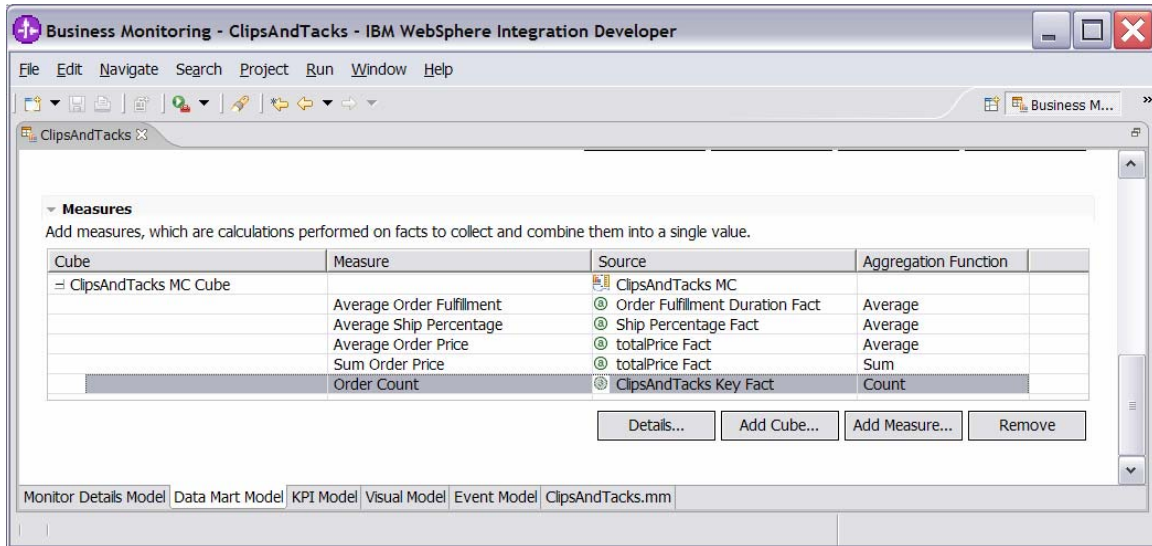 Business Monitoring - ClipsAndTacks - IBM WebSphere Integration Developer
File Edit Navigate Search Project Run Window Help
Business M... »
ClipsAndTacks
Measures
Add measures, which are calculations performed on facts to collect and combine them into a single value.
Cube Measure Source Aggregation Function
ClipsAndTacks MC Cube ClipsAndTacks MC
Average Order Fulfillment Order Fulfillment Duration Fact Average
Average Ship Percentage Ship Percentage Fact Average
Average Order Price totalPrice Fact Average
Sum Order Price totalPrice Fact Sum
Order Count ClipsAndTacks Key Fact Count
Details... Add Cube... Add Measure... Remove
Monitor Details Model Data Mart Model KPI Model Visual Model Event Model ClipsAndTacks.mm